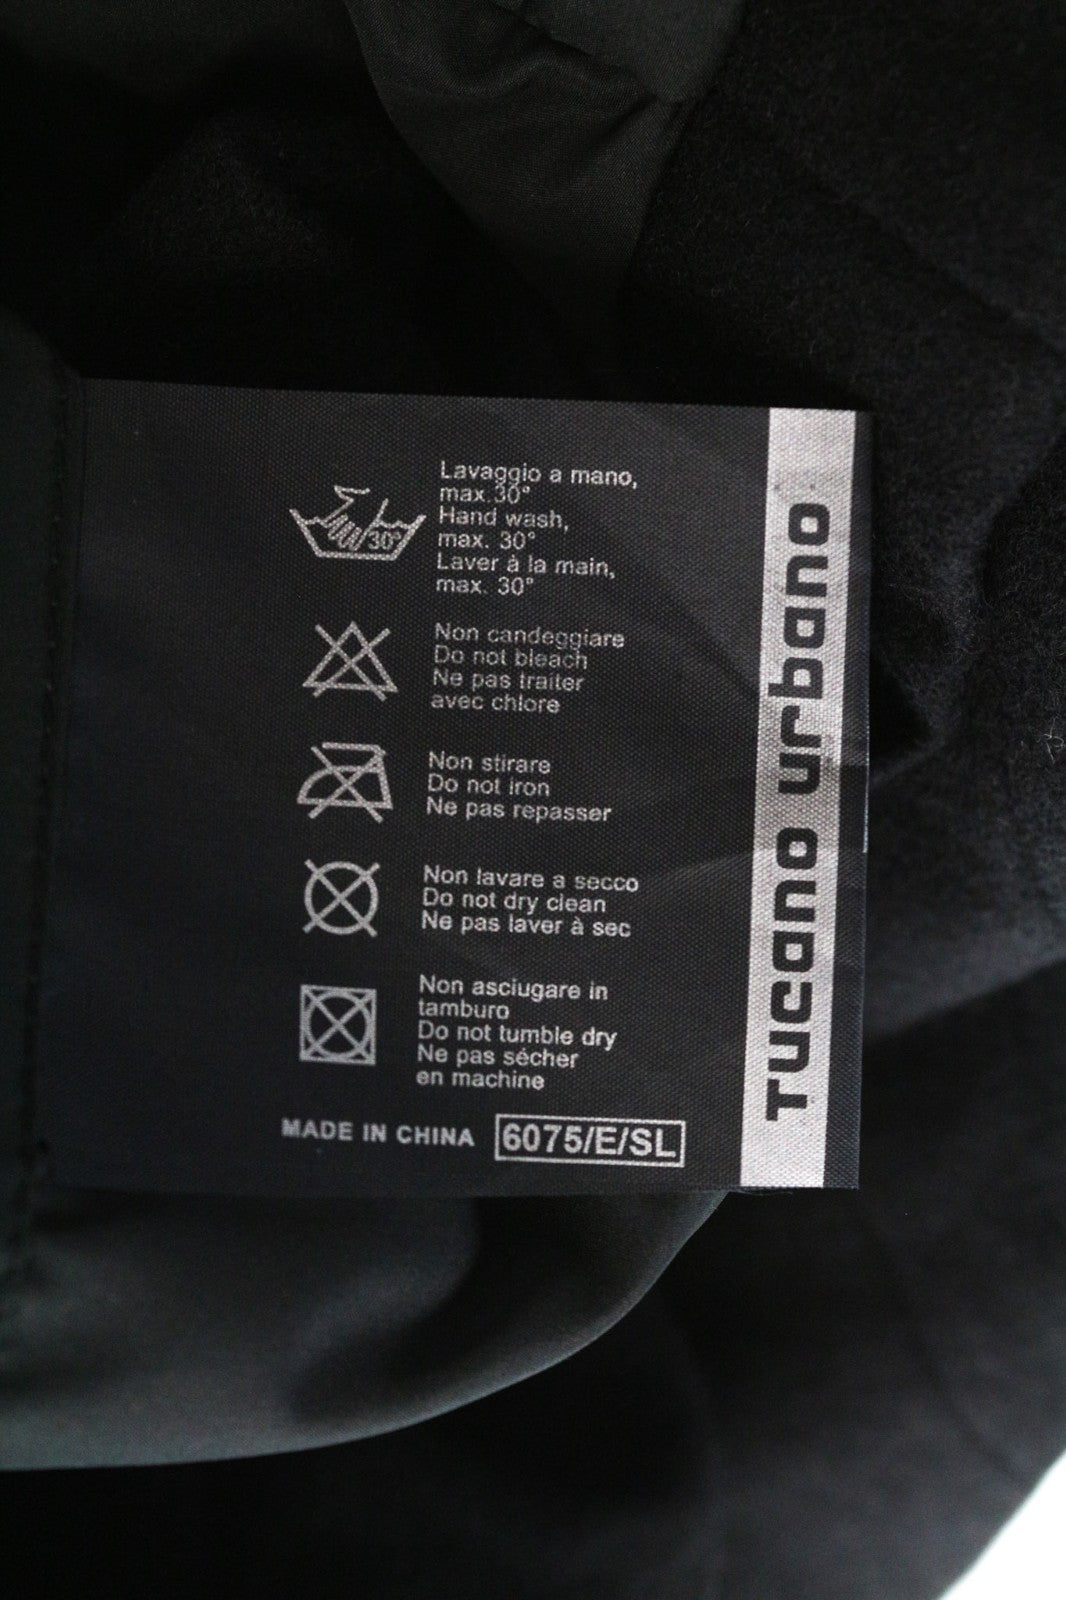 Lavaggio a mano,
max.30°
Hand wash,
max. 30°
Laver à la main,
max. 30°
30°
Non candeggiare
Do not bleach
Ne pas traiter
avec chlore
Non stirare
Do not iron
Ne pas repasser
Non lavare a secco
Do not dry clean
Ne pas laver à sec
Non asciugare in
tamburo
Do not tumble dry
Ne pas sécher
en machine
MADE IN CHINA 6075/E/SL
Tucano urbano